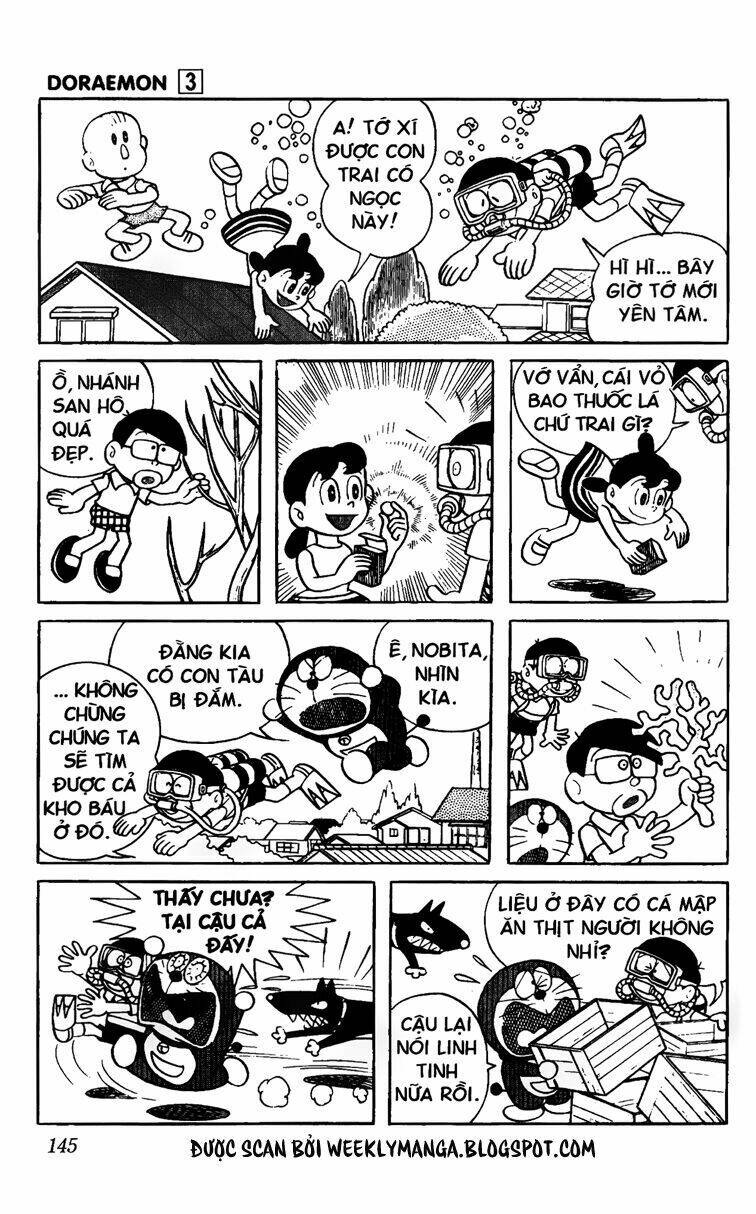 DORAEMON 3
A! TỚ XÍ
ĐƯỢC CON
TRAI CÓ
NGỌC
NÀY!
HÌ HÌ... BÂY
GIỜ TỚ MỚI
YÊN TÂM.
Ồ, NHÁNH
SAN HÔ
QUÁ
ĐẸP.
VỚ VẨN, CÁI VỎ
BAO THUỐC LÁ
CHỨ TRAI GÌ?
... KHÔNG
CHỪNG
CHÚNG TA
SẼ TÌM
ĐƯỢC CẢ
KHO BÁU
Ở ĐÓ.
ĐẰNG KIA
CÓ CON TÀU
BỊ ĐẮM.
Ê, NOBITA,
NHÌN
KÌA.
THẤY CHƯA?
TẠI CẬU CẢ
ĐẤY!
LIỆU Ở ĐÂY CÓ CÁ MẬP
ĂN THỊT NGƯỜI KHÔNG
NHỈ?
CẬU LẠI
NÓI LINH
TINH
NỮA RỒI.
145
ĐƯỢC SCAN BỞI WEEKLYMANGA.BLOGSPOT.COM